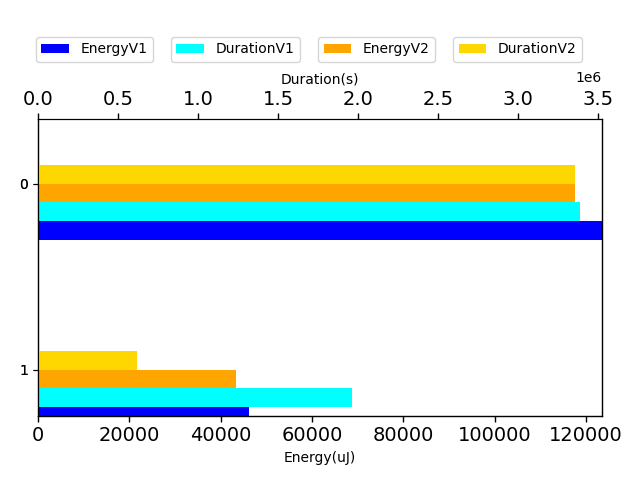 EnergyV1 DurationV1 EnergyV2 DurationV2
Duration(s)
1e6
0.0 0.5 1.0 1.5 2.0 2.5 3.0 3.5
0
1
0 20000 40000 60000 80000 100000 120000
Energy(uJ)